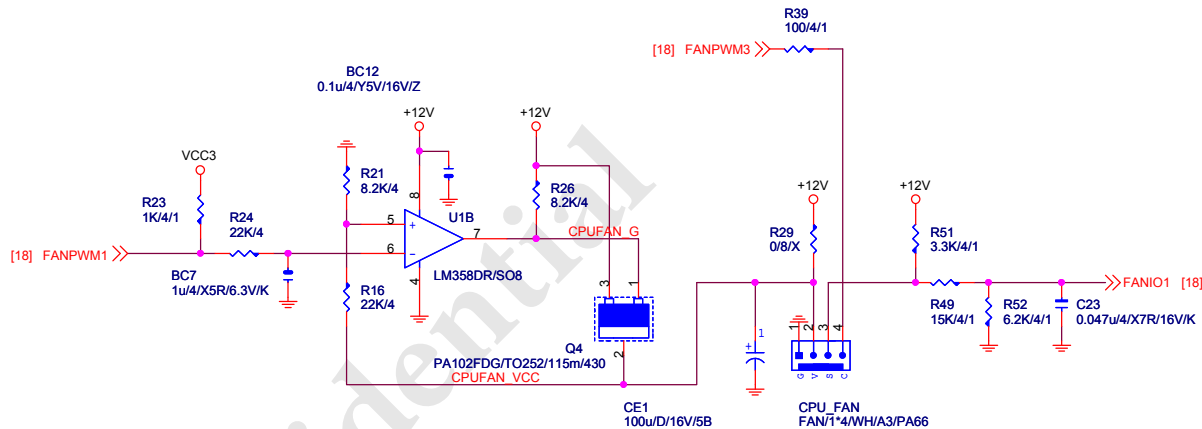 R39
100/4/1
[18] FANPWM3
BC12
0.1u/4/Y5V/16V/Z
+12V
+12V
VCC3
R21
8.2K/4
8
R26
8.2K/4
+12V
+12V
R23
1K/4/1
R24
22K/4
5
+
U1B
7
CPUFAN_G
R29
0/8/X
R51
3.3K/4/1
[18] FANPWM1
6
-
4
LM358DR/SO8
BC7
1u/4/X5R/6.3V/K
R16
22K/4
3
1
FANIO1 [18]
R49
15K/4/1
R52
6.2K/4/1
C23
0.047u/4/X7R/16V/K
+
1
1
2
3
4
Q4
2
PA102FDG/TO252/115m/430
CPUFAN_VCC
G
V
S
C
CE1
100u/D/16V/5B
CPU_FAN
FAN/1*4/WH/A3/PA66
idential